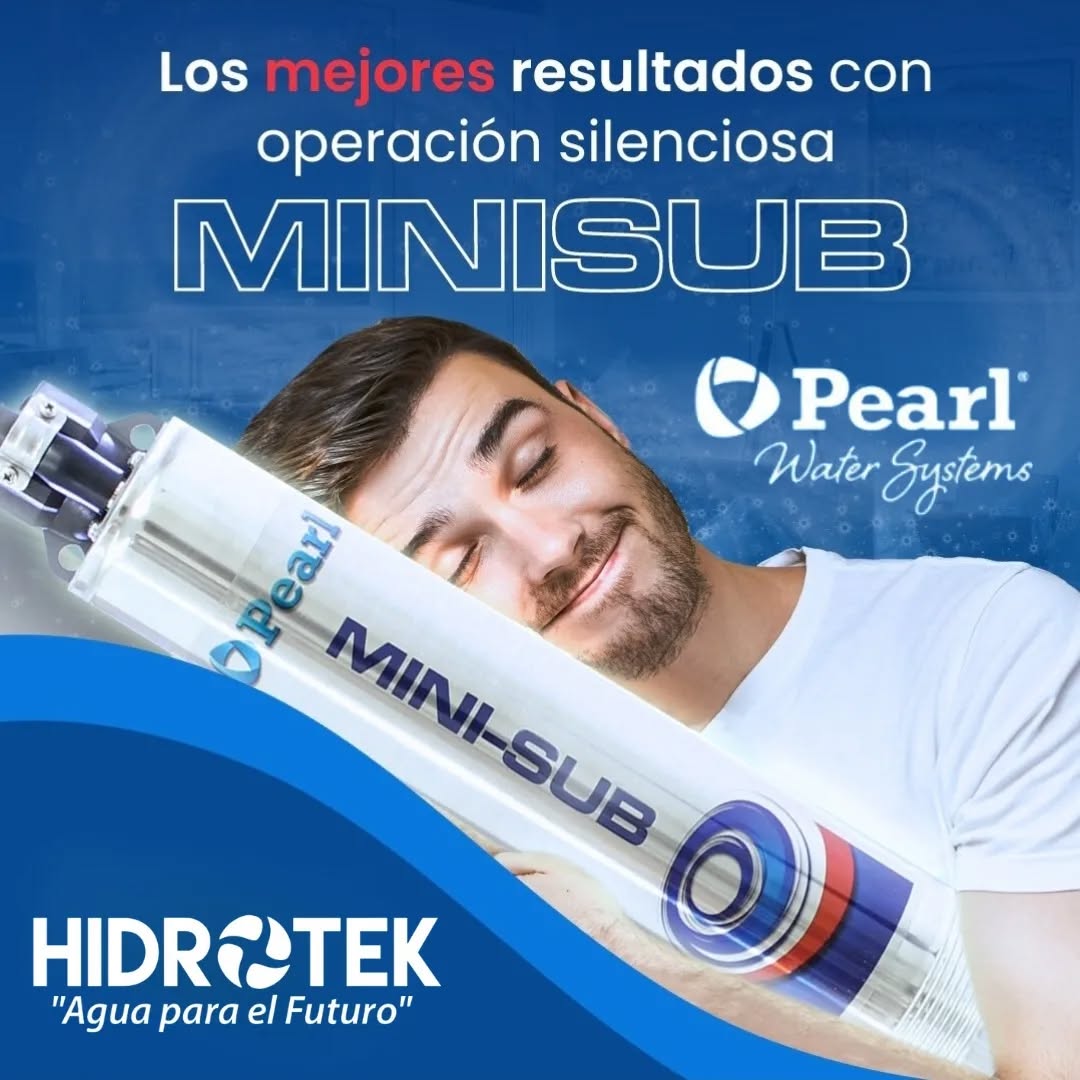 Los mejores resultados con
operación silenciosa
MINISUB
Pearl®
Water Systems
Pearl
MINI-SUB
HIDROTEK
"Agua para el Futuro"